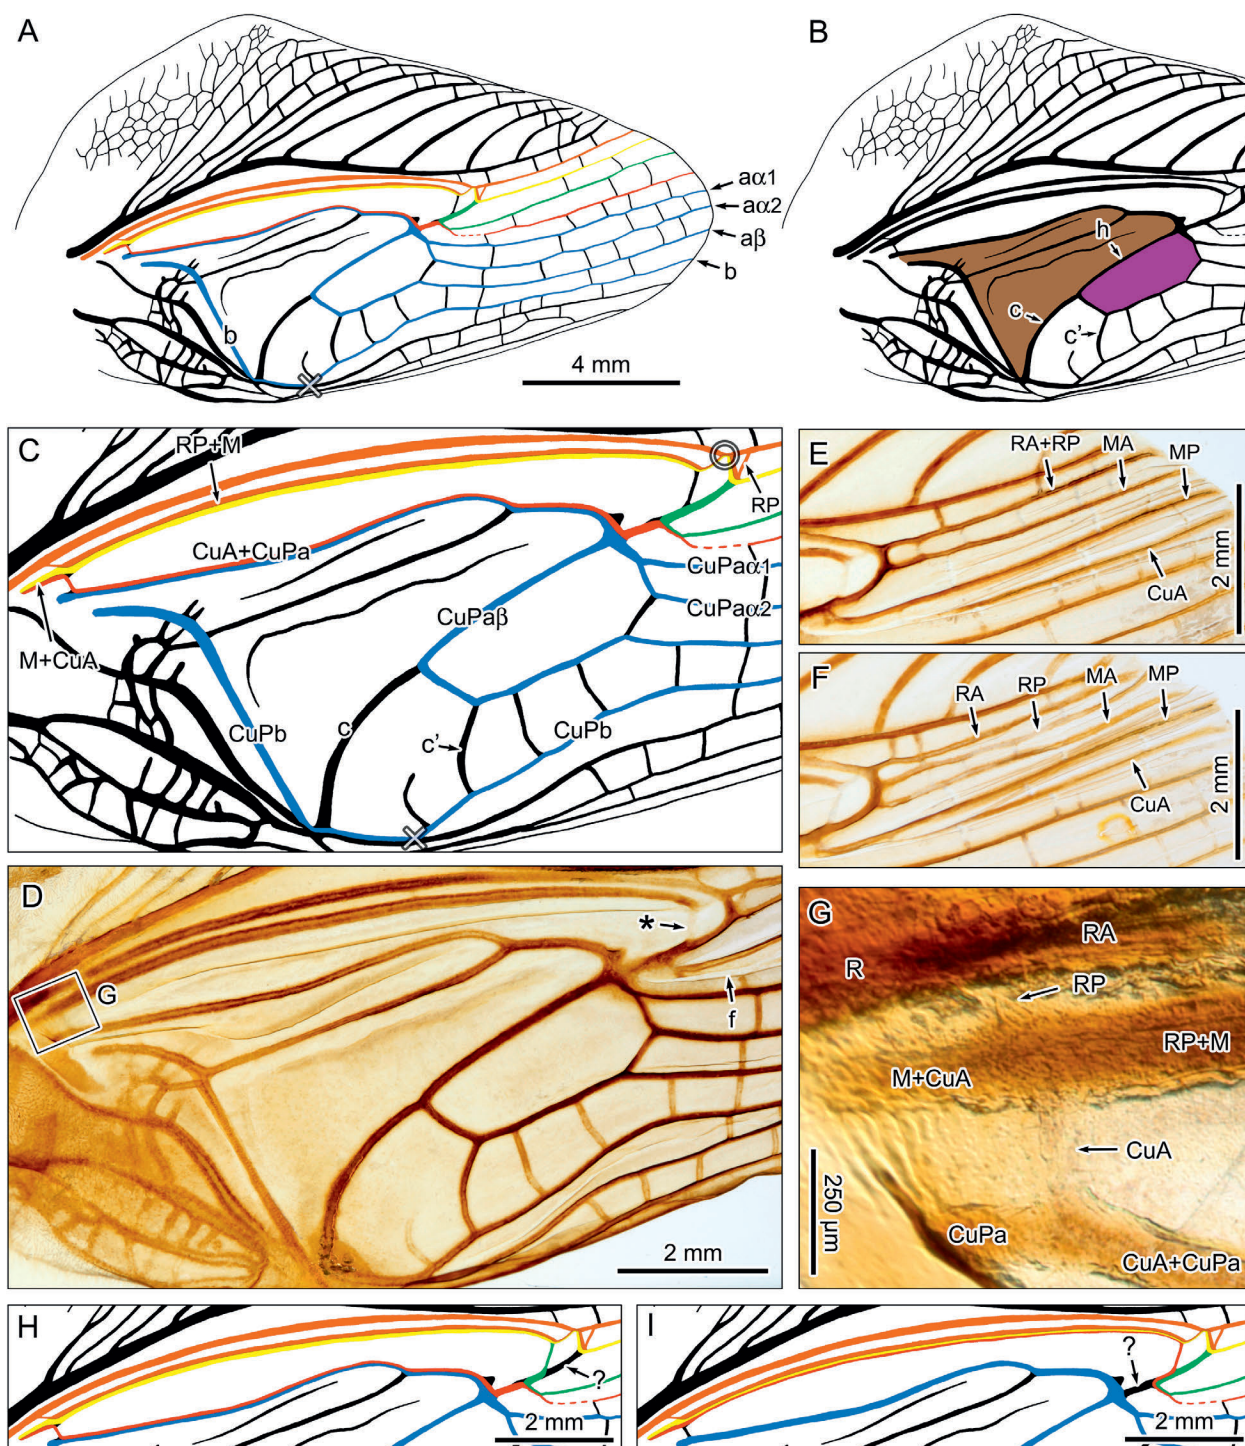 A
aα1
aα2
aβ
b
b
4 mm
B
h
c
c'
C
RP+M
RP
CuA+CuPa
CuPaα1
CuPaβ
CuPaα2
M+CuA
CuPb
c
c'
CuPb
D
G
*
f
2 mm
E
RA+RP
MA
MP
CuA
2 mm
F
RA
RP
MA
MP
CuA
2 mm
G
RA
R
RP
RP+M
M+CuA
CuA
250 µm
CuPa
CuA+CuPa
H
?
2 mm
I
?
2 mm